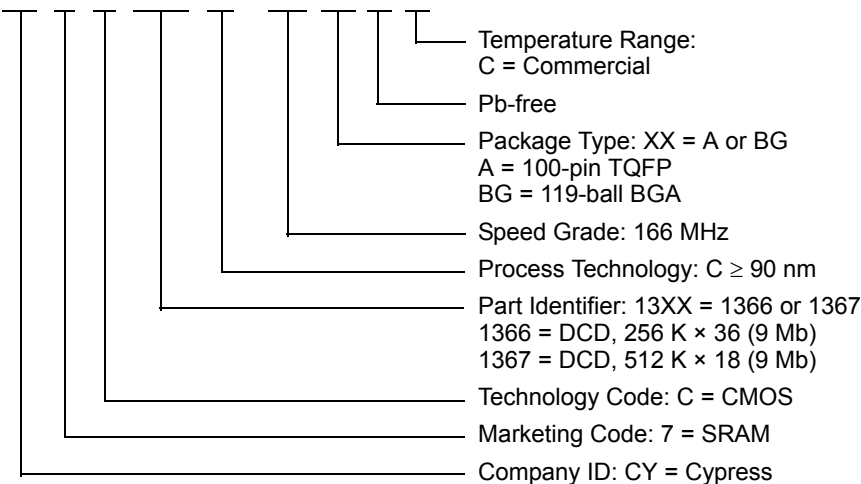 Temperature Range:
C = Commercial
Pb-free
Package Type: XX = A or BG
A = 100-pin TQFP
BG = 119-ball BGA
Speed Grade: 166 MHz
Process Technology: C ≥ 90 nm
Part Identifier: 13XX = 1366 or 1367
1366 = DCD, 256 K × 36 (9 Mb)
1367 = DCD, 512 K × 18 (9 Mb)
Technology Code: C = CMOS
Marketing Code: 7 = SRAM
Company ID: CY = Cypress